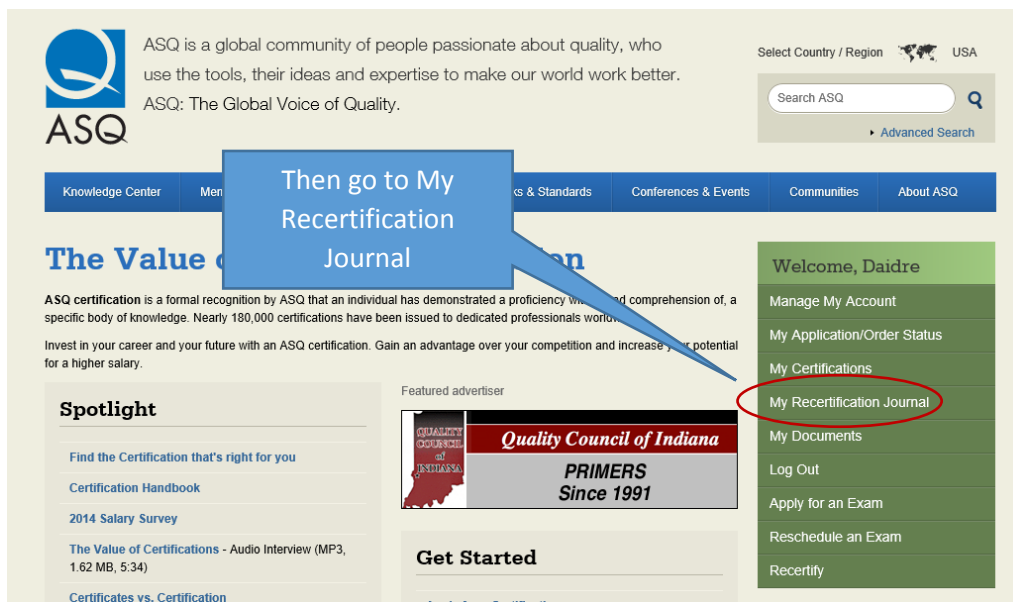 ASQ is a global community of people passionate about quality, who
use the tools, their ideas and expertise to make our world work better.
ASQ: The Global Voice of Quality.
ASQ
Select Country / Region USA
Search ASQ
Advanced Search
Knowledge Center
& Standards
Conferences & Events
Communities
About ASQ
Then go to My
Recertification
Journal
The Value
ASQ certification is a formal recognition by ASQ that an individual has demonstrated a proficiency comprehension of, a
specific body of knowledge. Nearly 180,000 certifications have been issued to dedicated professionals
Invest in your career and your future with an ASQ certification. Gain an advantage over your competition and increase potential
for a higher salary.
Spotlight
Find the Certification that's right for you
Certification Handbook
2014 Salary Survey
The Value of Certifications - Audio Interview (MP3,
1.62 MB, 5:34)
Certificates vs. Certification
Featured advertiser
QUALITY
COUNCIL
of
INDIANA
Quality Council of Indiana
PRIMERS
Since 1991
Get Started
Welcome, Daidre
Manage My Account
My Application/Order Status
My Certifications
My Recertification Journal
My Documents
Log Out
Apply for an Exam
Reschedule an Exam
Recertify